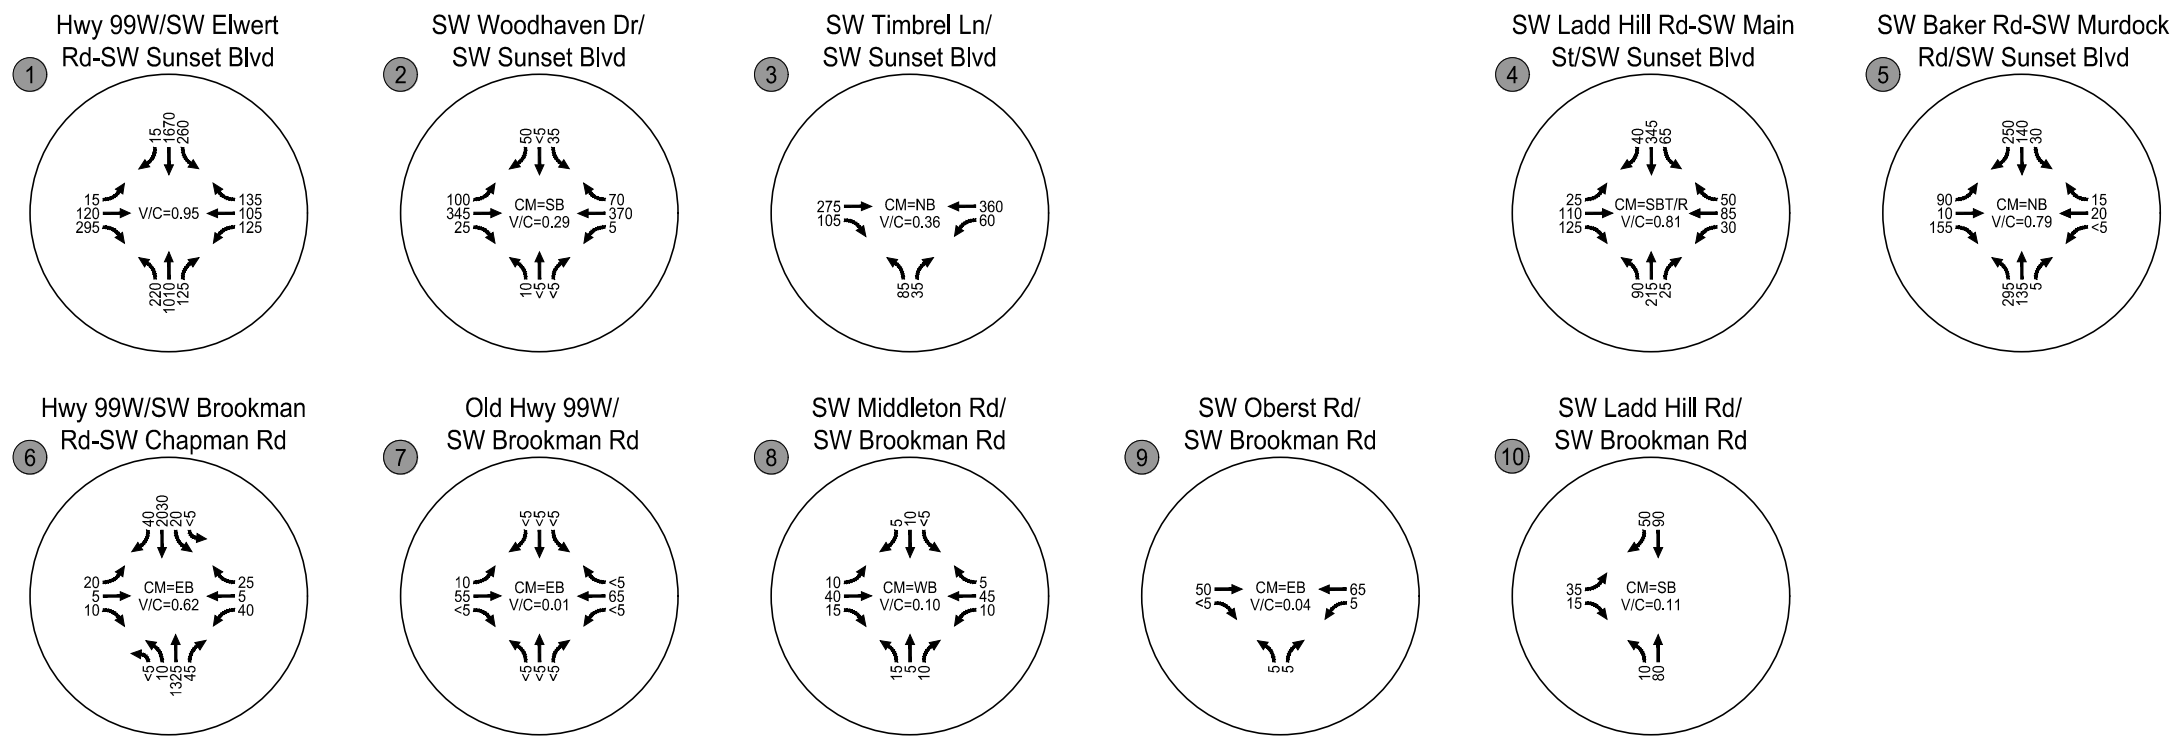 Hwy 99W/SW Elwert
Rd-SW Sunset Blvd
1
15
1670
260
15
120
295
V/C=0.95
135
105
125
220
1010
125
SW Woodhaven Dr/
SW Sunset Blvd
2
50
<5
35
100
345
25
CM=SB
V/C=0.29
70
370
5
10
<5
<5
SW Timbrel Ln/
SW Sunset Blvd
3
275
105
CM=NB
V/C=0.36
360
60
85
35
SW Ladd Hill Rd-SW Main
St/SW Sunset Blvd
4
40
345
65
25
110
125
CM=SBT/R
V/C=0.81
50
85
30
90
215
25
SW Baker Rd-SW Murdock
Rd/SW Sunset Blvd
5
250
140
30
90
10
155
CM=NB
V/C=0.79
15
20
<5
295
135
5
Hwy 99W/SW Brookman
Rd-SW Chapman Rd
6
40
2030
20
<5
20
5
10
CM=EB
V/C=0.62
25
5
40
<5
10
1325
45
Old Hwy 99W/
SW Brookman Rd
7
<5
<5
<5
10
55
<5
CM=EB
V/C=0.01
<5
65
<5
<5
<5
<5
SW Middleton Rd/
SW Brookman Rd
8
5
10
<5
10
40
15
CM=WB
V/C=0.10
5
45
10
15
5
10
SW Oberst Rd/
SW Brookman Rd
9
50
<5
CM=EB
V/C=0.04
65
5
5
5
SW Ladd Hill Rd/
SW Brookman Rd
10
50
90
35
15
CM=SB
V/C=0.11
10
80